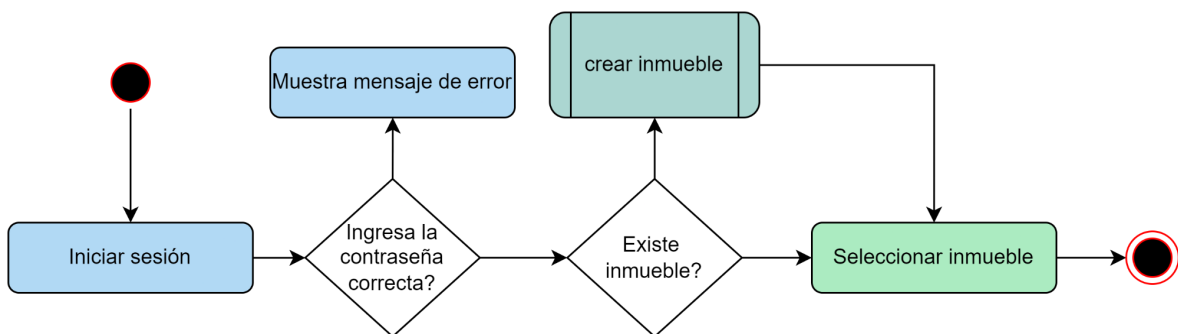 Muestra mensaje de error
crear inmueble
Iniciar sesión
Ingresa la
contraseña
correcta?
Existe
inmueble?
Seleccionar inmueble